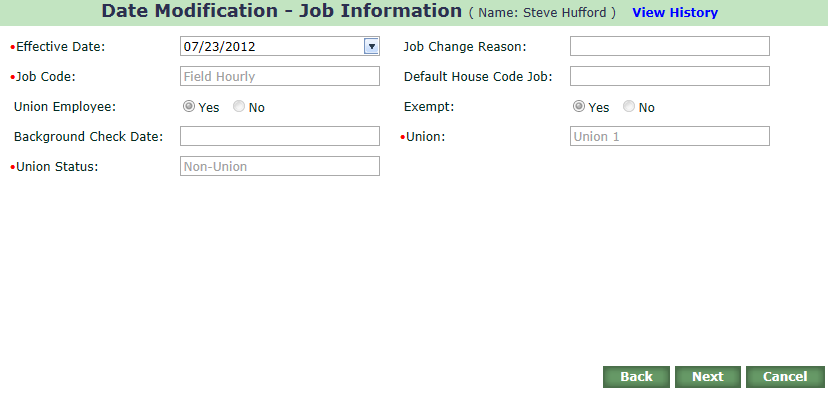 Date Modification - Job Information ( Name: Steve Hufford ) View History
•Effective Date: 07/23/2012 Job Change Reason:
•Job Code: Field Hourly Default House Code Job:
Union Employee: Yes No Exempt: Yes No
Background Check Date: •Union: Union 1
•Union Status: Non-Union
Back Next Cancel